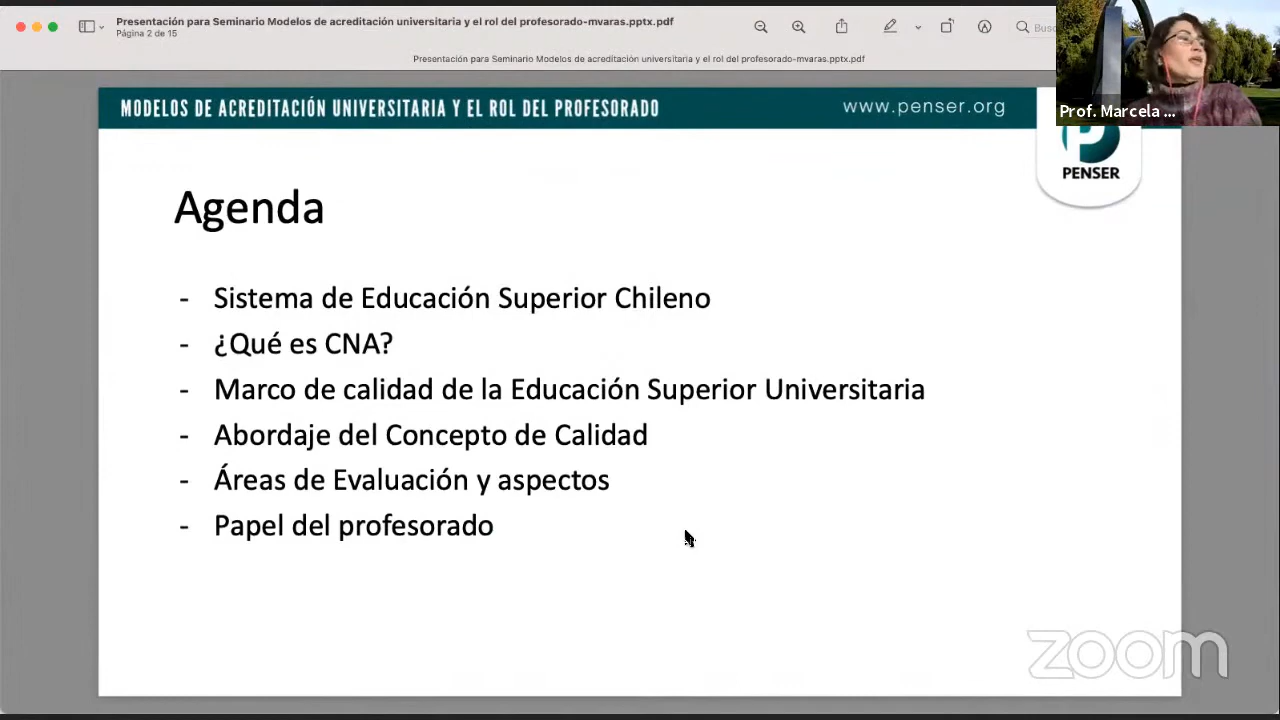 Presentación para Seminario Modelos de acreditación universitaria y el rol del profesorado-mvaras.pptx.pdf
Página 2 de 15
Busc
Presentación para Seminario Modelos de acreditación universitaria y el rol del profesorado-mvaras.pptx.pdf
Prof. Marcela ...
MODELOS DE ACREDITACIÓN UNIVERSITARIA Y EL ROL DEL PROFESORADO
www.penser.org
PENSER
Agenda
- Sistema de Educación Superior Chileno
- ¿Qué es CNA?
- Marco de calidad de la Educación Superior Universitaria
- Abordaje del Concepto de Calidad
- Áreas de Evaluación y aspectos
- Papel del profesorado
zoom